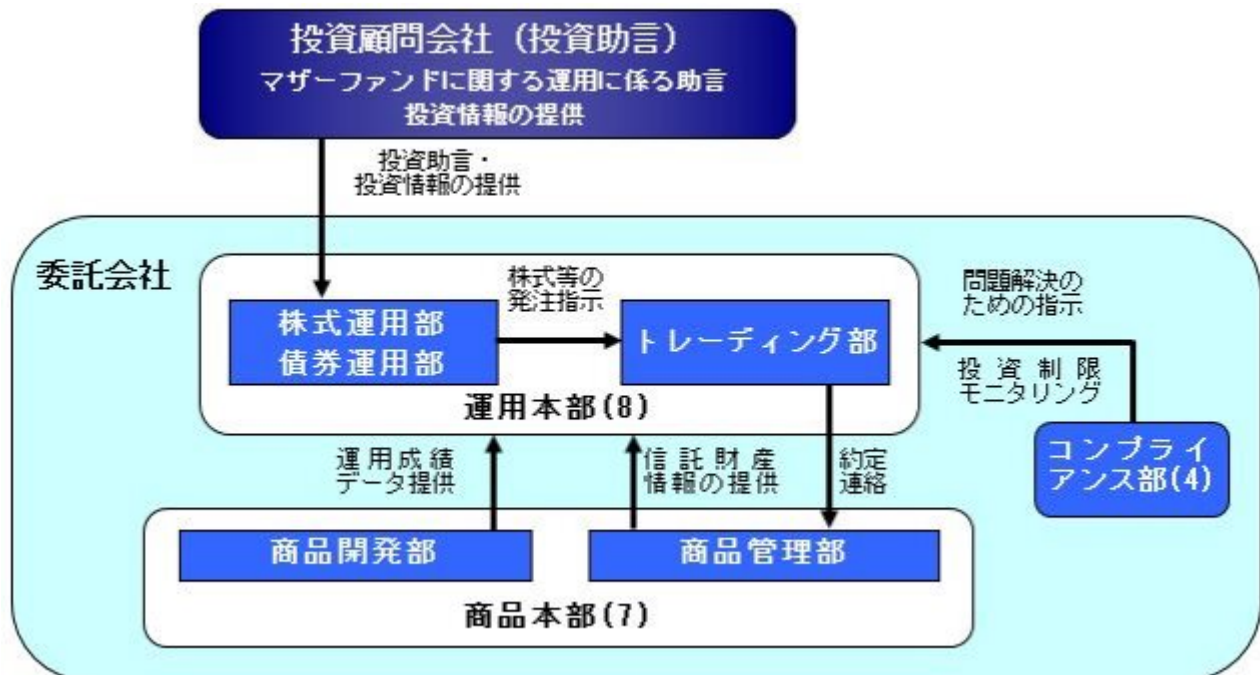 投資顧問会社（投資助言）
マザーファンドに関する運用に係る助言
投資情報の提供
投資助言・
投資情報の提供
委託会社
株式運用部
債券運用部
株式等の
発注指示
トレーディング部
運用本部(8)
問題解決の
ための指示
投資制限
モニタリング
コンプライ
アンス部(4)
運用成績
データ提供
信託財産
情報の提供
約定
連絡
商品開発部
商品管理部
商品本部(7)